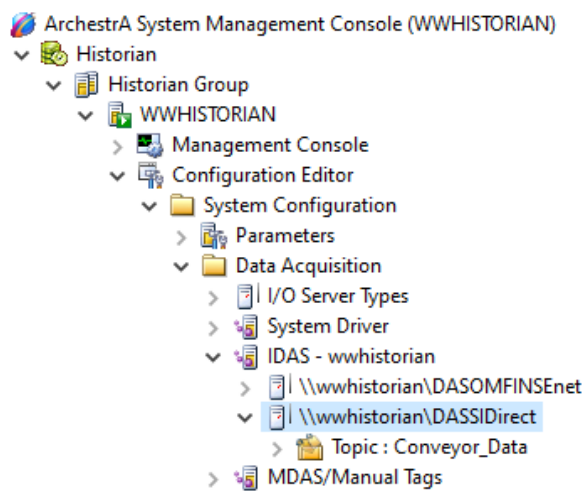 ArchestrA System Management Console (WWHISTORIAN)
Historian
Historian Group
WWHISTORIAN
Management Console
Configuration Editor
System Configuration
Parameters
Data Acquisition
I/O Server Types
System Driver
IDAS - wwhistorian
\\wwhistorian\DASOMFINSEnet
\\wwhistorian\DASSIDirect
Topic : Conveyor_Data
MDAS/Manual Tags